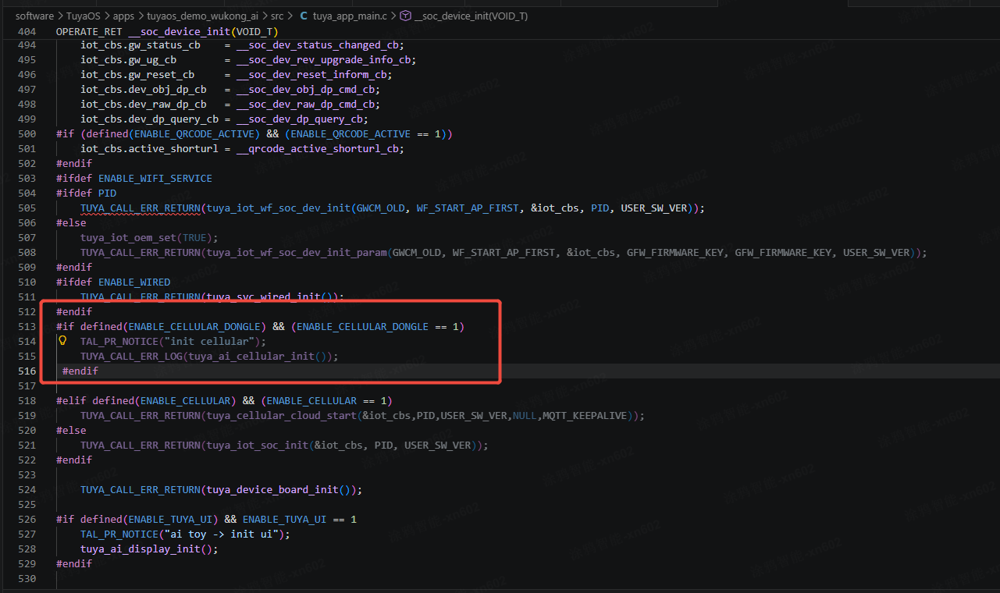 software > TuyaOS > apps > tuyaos_demo_wukong_ai > src > C tuya_app_main.c > __soc_device_init(VOID_T)
404 OPERATE_RET __soc_device_init(VOID_T)
494 iot_cbs.gw_status_cb = __soc_dev_status_changed_cb;
495 iot_cbs.gw_ug_cb = __soc_dev_rev_upgrade_info_cb;
496 iot_cbs.gw_reset_cb = __soc_dev_reset_inform_cb;
497 iot_cbs.dev_obj_dp_cb = __soc_dev_obj_dp_cmd_cb;
498 iot_cbs.dev_raw_dp_cb = __soc_dev_raw_dp_cmd_cb;
499 iot_cbs.dev_dp_query_cb = __soc_dev_dp_query_cb;
500 #if (defined(ENABLE_QRCODE_ACTIVE) && (ENABLE_QRCODE_ACTIVE == 1))
501 iot_cbs.active_shorturl = __qrcode_active_shorturl_cb;
502 #endif
503 #ifdef ENABLE_WIFI_SERVICE
504 #ifdef PID
505 TUYA_CALL_ERR_RETURN(tuya_iot_wf_soc_dev_init(GWCM_OLD, WF_START_AP_FIRST, &iot_cbs, PID, USER_SW_VER));
506 #else
507 tuya_iot_oem_set(TRUE);
508 TUYA_CALL_ERR_RETURN(tuya_iot_wf_soc_dev_init_param(GWCM_OLD, WF_START_AP_FIRST, &iot_cbs, GFW_FIRMWARE_KEY, GFW_FIRMWARE_KEY, USER_SW_VER));
509 #endif
510 #ifdef ENABLE_WIRED
511 TUYA_CALL_ERR_RETURN(tuya_svc_wired_init());
512 #endif
513 #if defined(ENABLE_CELLULAR_DONGLE) && (ENABLE_CELLULAR_DONGLE == 1)
514 TAL_PR_NOTICE("init cellular");
515 TUYA_CALL_ERR_LOG(tuya_ai_cellular_init());
516 #endif
517
518 #elif defined(ENABLE_CELLULAR) && (ENABLE_CELLULAR == 1)
519 TUYA_CALL_ERR_RETURN(tuya_cellular_cloud_start(&iot_cbs,PID,USER_SW_VER,NULL,MQTT_KEEPALIVE));
520 #else
521 TUYA_CALL_ERR_RETURN(tuya_iot_soc_init(&iot_cbs, PID, USER_SW_VER));
522 #endif
523
524 TUYA_CALL_ERR_RETURN(tuya_device_board_init());
525
526 #if defined(ENABLE_TUYA_UI) && ENABLE_TUYA_UI == 1
527 TAL_PR_NOTICE("ai toy -> init ui");
528 tuya_ai_display_init();
529 #endif
530
涂鸦智能-xn602